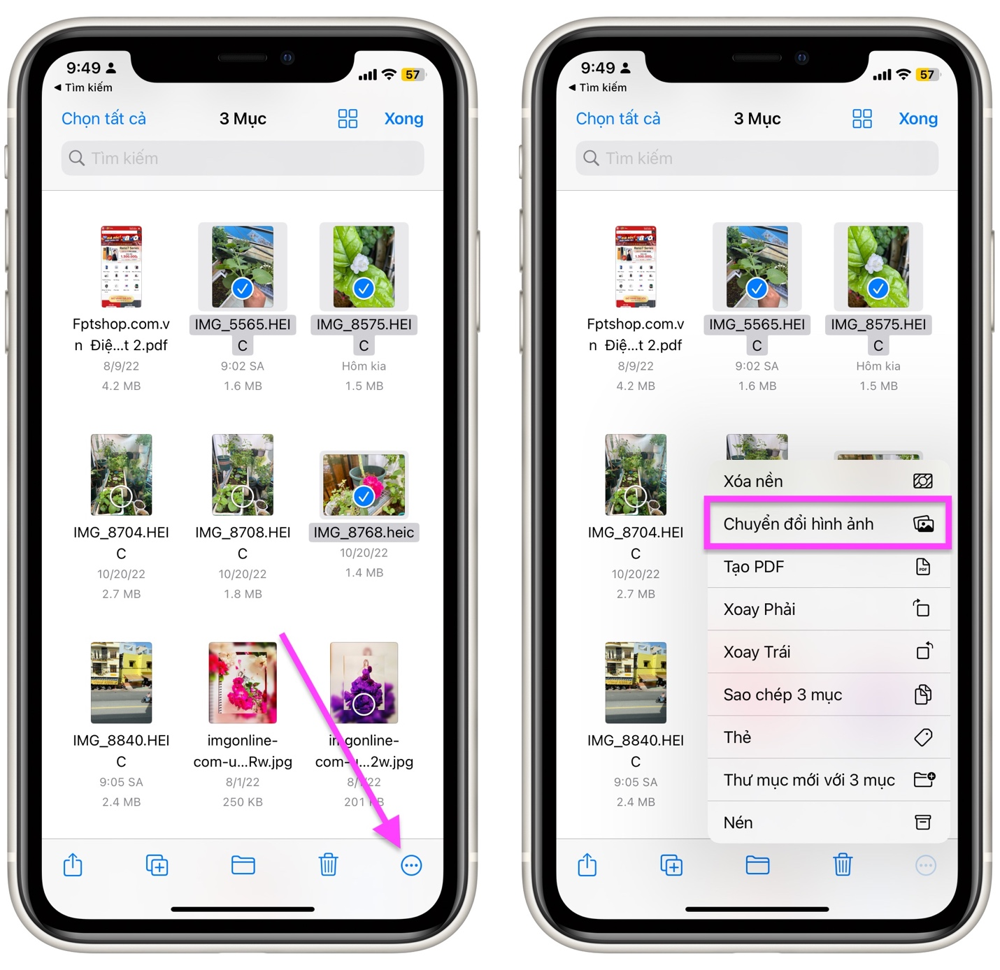 9:49
57
◀ Tìm kiếm
Chọn tất cả
3 Mục
Xong
Tìm kiếm
Fptshop.com.v
n Điệ...t 2.pdf
8/9/22
4.2 MB
IMG_5565.HEI
C
9:02 SA
1.6 MB
IMG_8575.HEI
C
Hôm kia
1.5 MB
IMG_8704.HEI
C
10/20/22
2.7 MB
IMG_8708.HEI
C
10/20/22
1.8 MB
IMG_8768.heic
10/20/22
1.4 MB
IMG_8840.HEI
C
9:05 SA
2.4 MB
imgonline-
com-u...Rw.jpg
8/1/22
250 KB
imgonline-
com-u...2w.jpg
8/1/22
201 KB
9:49
57
◀ Tìm kiếm
Chọn tất cả
3 Mục
Xong
Tìm kiếm
Fptshop.com.v
n Điệ...t 2.pdf
8/9/22
4.2 MB
IMG_5565.HEI
C
9:02 SA
1.6 MB
IMG_8575.HEI
C
Hôm kia
1.5 MB
IMG_8704.HEI
C
10/20/22
2.7 MB
IMG_8840.HEI
C
9:05 SA
2.4 MB
Xóa nền
Chuyển đổi hình ảnh
Tạo PDF
PDF
Xoay Phải
Xoay Trái
Sao chép 3 mục
Thẻ
Thư mục mới với 3 mục
Nén